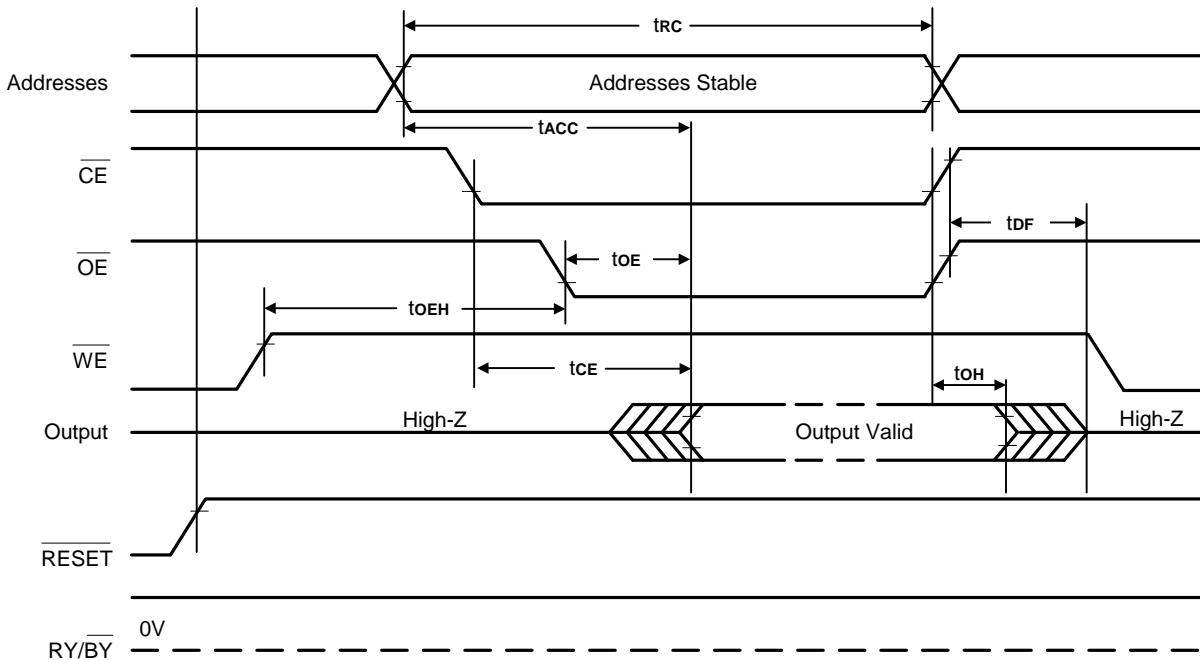 tRC
Addresses
Addresses Stable
tACC
CE
tDF
OE
tOE
tOEH
WE
tCE
tOH
Output
High-Z
Output Valid
High-Z
RESET
0V
RY/BY